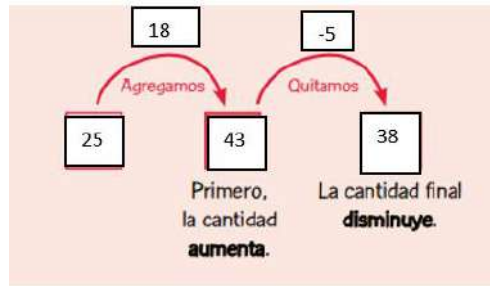 18
-5
Agregamos
Quitamos
25
43
38
Primero,
la cantidad
aumenta.
La cantidad final
disminuye.